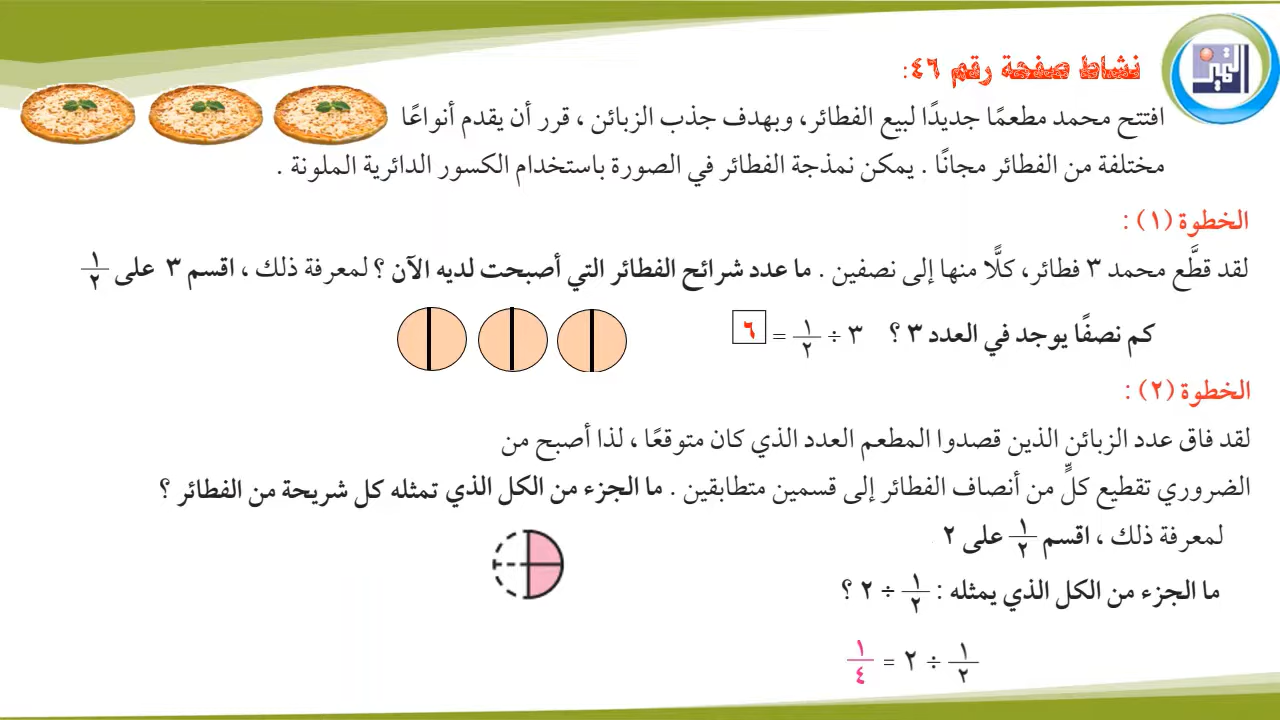 التميز
نشاط صفحة رقم ٤٦:
افتتح محمد مطعمًا جديدًا لبيع الفطائر، وبهدف جذب الزبائن ، قرر أن يقدم أنواعًا
مختلفة من الفطائر مجانًا . يمكن نمذجة الفطائر في الصورة باستخدام الكسور الدائرية الملونة .
الخطوة (١) :
لقد قطَّع محمد ٣ فطائر، كلًّا منها إلى نصفين . ما عدد شرائح الفطائر التي أصبحت لديه الآن ؟ لمعرفة ذلك ، اقسم ٣ على ١/٢
كم نصفًا يوجد في العدد ٣ ؟ ٣ ÷ ١/٢ = ٦
الخطوة (٢) :
لقد فاق عدد الزبائن الذين قصدوا المطعم العدد الذي كان متوقعًا ، لذا أصبح من
الضروري تقطيع كلٍّ من أنصاف الفطائر إلى قسمين متطابقين . ما الجزء من الكل الذي تمثله كل شريحة من الفطائر ؟
لمعرفة ذلك ، اقسم ١/٢ على ٢
ما الجزء من الكل الذي يمثله : ١/٢ ÷ ٢ ؟
١/٢ ÷ ٢ = ١/٤